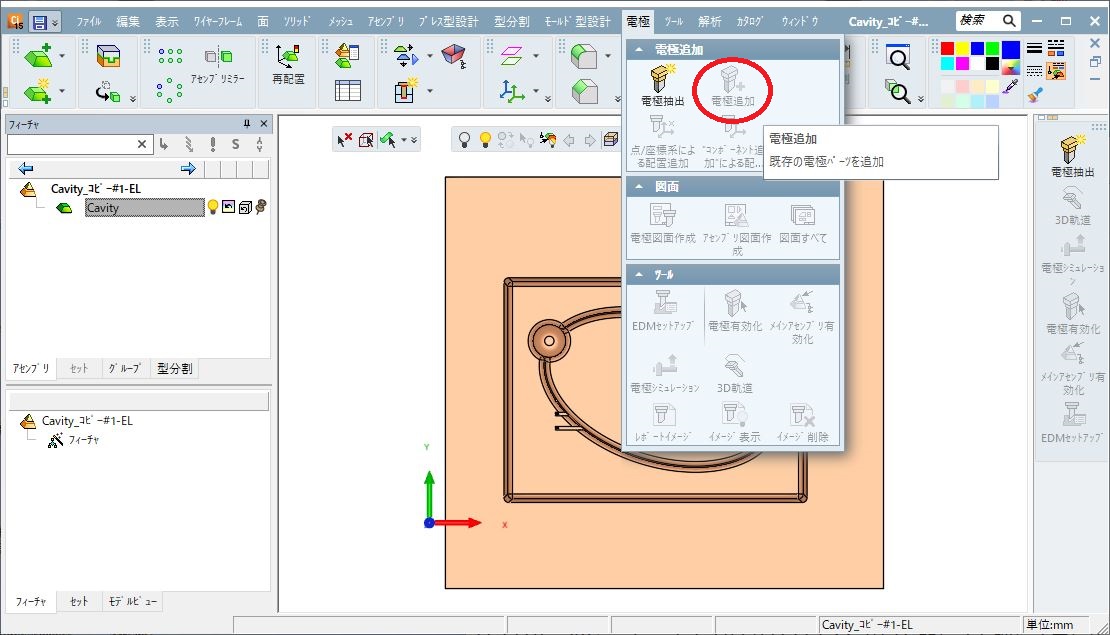 Ci
15
ﾌｧｲﾙ 編集 表示 ﾜｲﾔｰﾌﾚｰﾑ 面 ｿﾘｯﾄﾞ ﾒｯｼｭ ｱｾﾝﾌﾞﾘ ﾌﾟﾚｽ型設計 型分割 ﾓｰﾙﾄﾞ型設計 電極 ﾂｰﾙ 解析 ｶﾀﾛｸﾞ ｳｨﾝﾄﾞｳ Cavity_ｺﾋﾟｰ#... 検索
ｱｾﾝﾌﾞﾘﾐﾗｰ
再配置
ﾌｨｰﾁｬ
Cavity_ｺﾋﾟｰ#1-EL
Cavity
ｱｾﾝﾌﾞﾘ ｾｯﾄ ｸﾞﾙｰﾌﾟ 型分割
Cavity_ｺﾋﾟｰ#1-EL
ﾌｨｰﾁｬ
ﾌｨｰﾁｬ ｾｯﾄ ﾓﾃﾞﾙﾋﾞｭｰ
Y
X
電極追加
電極抽出 電極追加
点/座標系によ
る配置追加
"ｺﾝﾎﾟｰﾈﾝﾄ追
加"による配...
電極追加
既存の電極ﾊﾟｰﾂを追加
図面
電極図面作成 ｱｾﾝﾌﾞﾘ図面作
成
図面すべて
ﾂｰﾙ
EDMｾｯﾄｱｯﾌﾟ 電極有効化 ﾒｲﾝｱｾﾝﾌﾞﾘ有
効化
電極ｼﾐｭﾚｰｼｮﾝ 3D軌道
ﾚﾎﾟｰﾄｲﾒｰｼﾞ ｲﾒｰｼﾞ表示 ｲﾒｰｼﾞ削除
電極抽出
3D軌道
電極ｼﾐｭﾚｰｼｮ
ﾝ
電極有効化
ﾒｲﾝｱｾﾝﾌﾞﾘ有
効化
EDMｾｯﾄｱｯﾌﾟ
Cavity_ｺﾋﾟｰ#1-EL 単位:mm